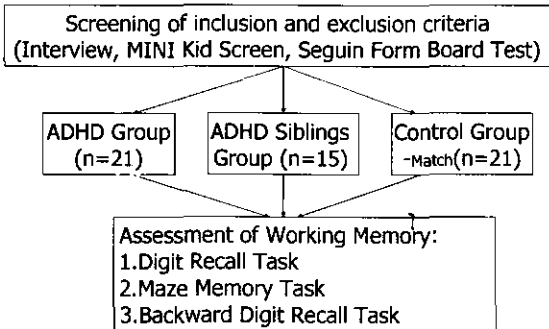 Screening of inclusion and exclusion criteria
(Interview, MINI Kid Screen, Seguin Form Board Test)
ADHD Group
(n=21)
ADHD Siblings
Group (n=15)
Control Group
-Match(n=21)
Assessment of Working Memory:
1.Digit Recall Task
2.Maze Memory Task
3.Backward Digit Recall Task